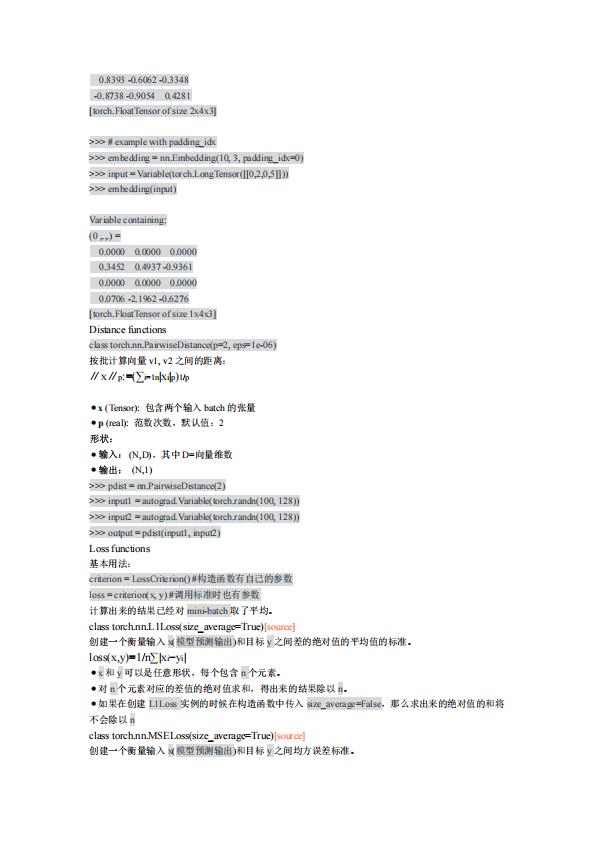 0.8393 -0.6062 -0.3348
-0.8738 -0.9054 0.4281
[torch.FloatTensor of size 2x4x3]
>>> # example with padding_idx
>>> embedding = nn.Embedding(10, 3, padding_idx=0)
>>> input = Variable(torch.LongTensor([[0,2,0,5]]))
>>> embedding(input)
Variable containing:
(0 ,.,.) =
0.0000 0.0000 0.0000
0.3452 0.4937 -0.9361
0.0000 0.0000 0.0000
0.0706 -2.1962 -0.6276
[torch.FloatTensor of size 1x4x3]
Distance functions
class torch.nn.PairwiseDistance(p=2, eps=1e-06)
按批计算向量 v1, v2 之间的距离:
∥x∥p:=(∑i=1n|xi|p)1/p
● x (Tensor): 包含两个输入 batch 的张量
● p (real): 范数次数，默认值：2
形状：
● 输入： (N,D)，其中 D=向量维数
● 输出： (N,1)
>>> pdist = nn.PairwiseDistance(2)
>>> input1 = autograd.Variable(torch.randn(100, 128))
>>> input2 = autograd.Variable(torch.randn(100, 128))
>>> output = pdist(input1, input2)
Loss functions
基本用法：
criterion = LossCriterion() #构造函数有自己的参数
loss = criterion(x, y) #调用标准时也有参数
计算出来的结果已经对 mini-batch 取了平均。
class torch.nn.L1Loss(size_average=True)[source]
创建一个衡量输入 x(模型预测输出)和目标 y 之间差的绝对值的平均值的标准。
loss(x,y)=1/n∑|xi−yi|
● x 和 y 可以是任意形状，每个包含 n 个元素。
● 对 n 个元素对应的差值的绝对值求和，得出来的结果除以 n。
● 如果在创建 L1Loss 实例的时候在构造函数中传入 size_average=False，那么求出来的绝对值的和将
不会除以 n
class torch.nn.MSELoss(size_average=True)[source]
创建一个衡量输入 x(模型预测输出)和目标 y 之间均方误差标准。